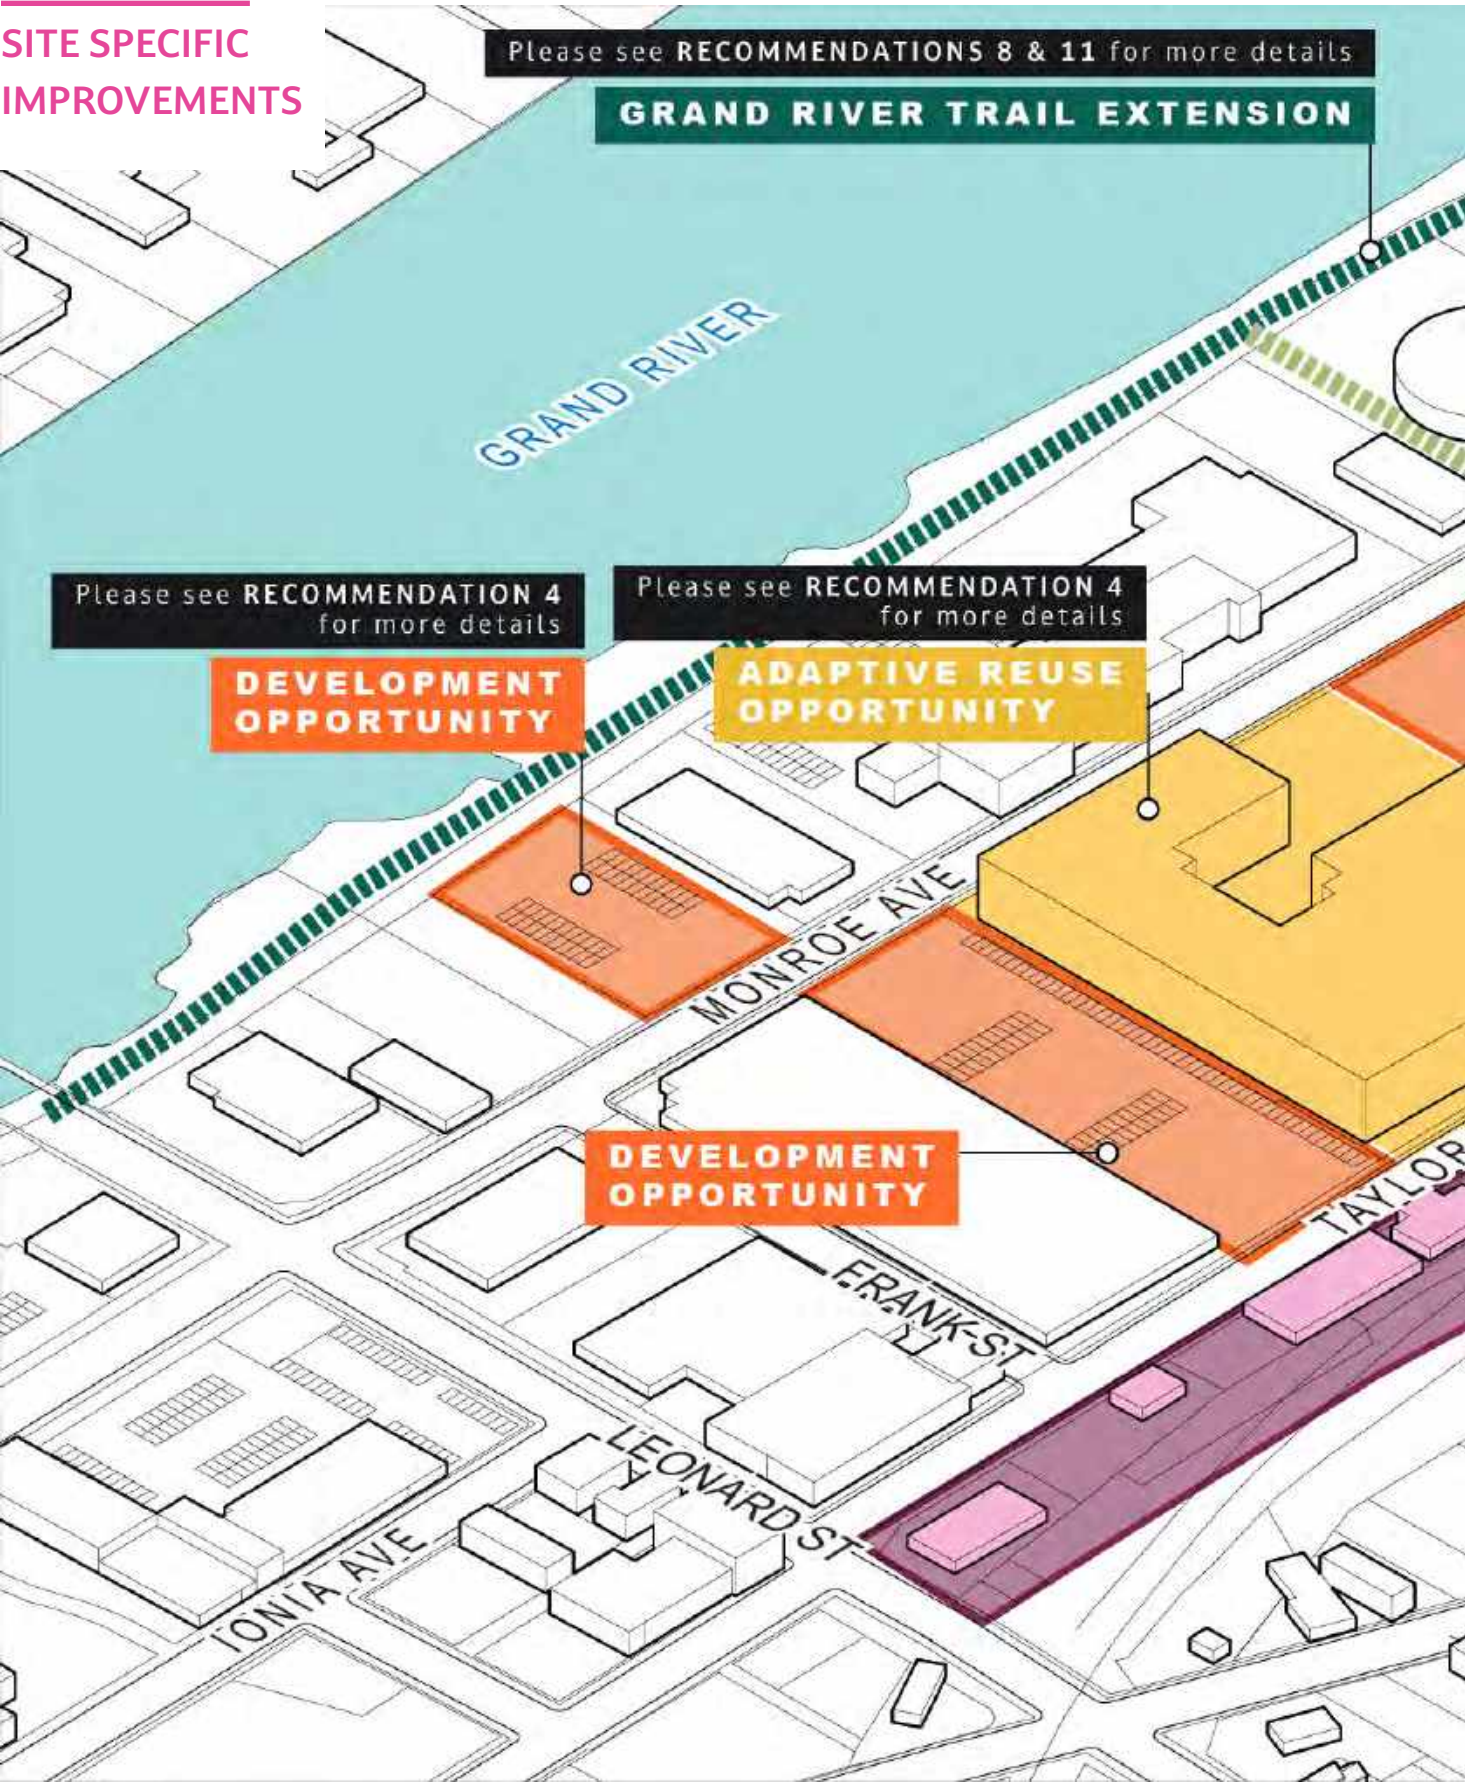 SITE SPECIFIC
IMPROVEMENTS
Please see RECOMMENDATIONS 8 & 11 for more details
GRAND RIVER TRAIL EXTENSION
GRAND RIVER
Please see RECOMMENDATION 4
for more details
DEVELOPMENT
OPPORTUNITY
Please see RECOMMENDATION 4
for more details
ADAPTIVE REUSE
OPPORTUNITY
MONROE AVE
DEVELOPMENT
OPPORTUNITY
TAYLOR
FRANK ST
LEONARD ST
IONIA AVE